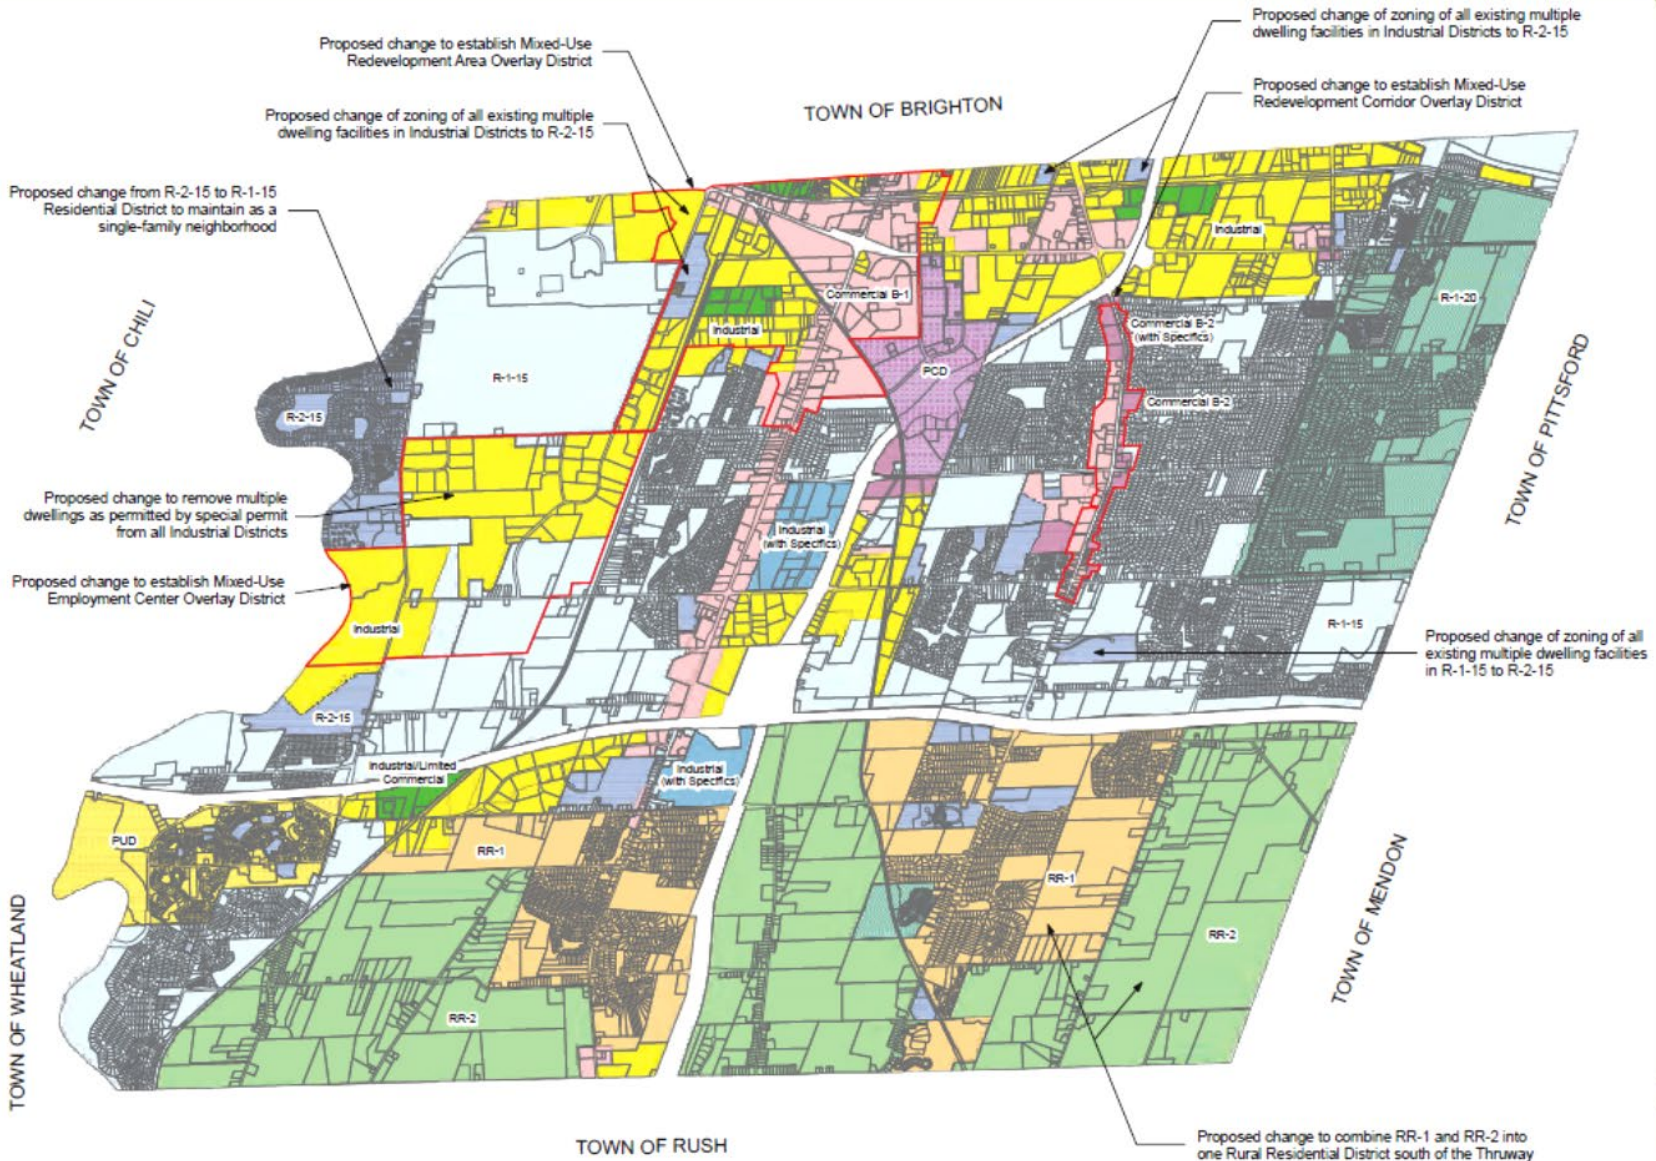 Proposed change of zoning of all existing multiple
dwelling facilities in Industrial Districts to R-2-15
Proposed change to establish Mixed-Use
Redevelopment Area Overlay District
Proposed change to establish Mixed-Use
Redevelopment Corridor Overlay District
TOWN OF BRIGHTON
Proposed change of zoning of all existing multiple
dwelling facilities in Industrial Districts to R-2-15
Proposed change from R-2-15 to R-1-15
Residential District to maintain as a
single-family neighborhood
Industrial
Commercial B-1
R-1-20
Industrial
Commercial B-2
(with Specifics)
TOWN OF CHILI
PCD
R-1-15
Commercial B-2
R-2-15
TOWN OF PITTSFORD
Proposed change to remove multiple
dwellings as permitted by special permit
from all Industrial Districts
Industrial
(with Specifics)
Proposed change to establish Mixed-Use
Employment Center Overlay District
Industrial
R-1-15
Proposed change of zoning of all
existing multiple dwelling facilities
in R-1-15 to R-2-15
R-2-15
Industrial/Limited
Commercial
Industrial
(with Specifics)
PUD
RR-1
RR-1
TOWN OF MENDON
RR-2
TOWN OF WHEATLAND
RR-2
TOWN OF RUSH
Proposed change to combine RR-1 and RR-2 into
one Rural Residential District south of the Thruway